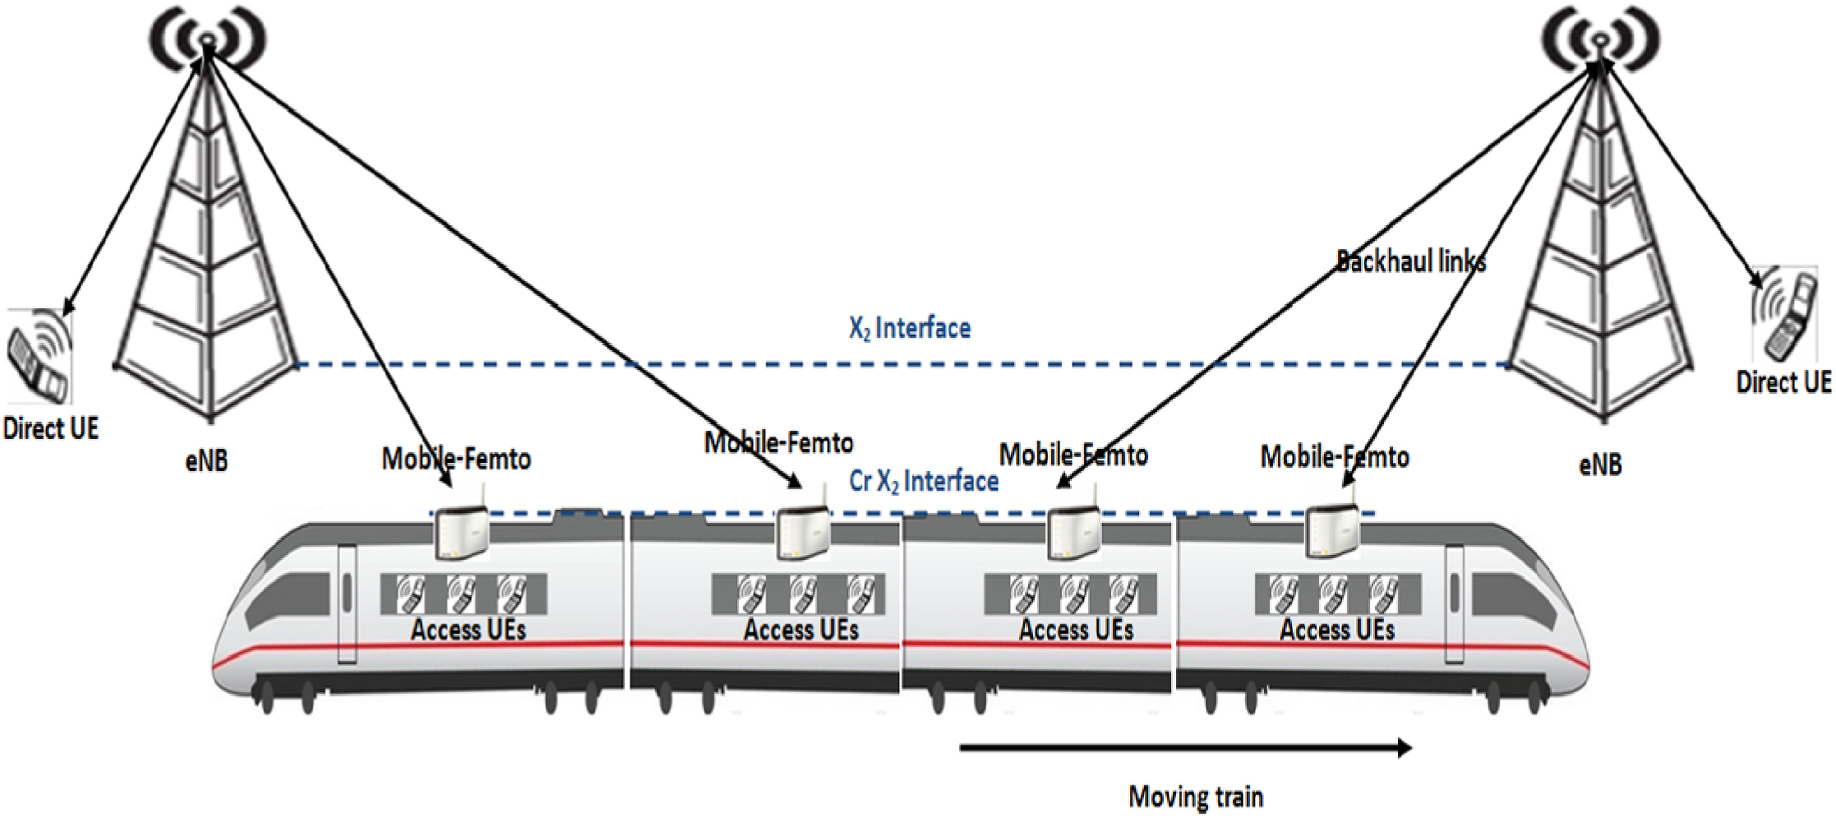 Backhaul links
X2 Interface
Direct UE
Direct UE
eNB
Mobile-Femto
Mobile-Femto
Mobile-Femto
Mobile-Femto
eNB
Cr X2 Interface
Access UEs
Access UEs
Access UEs
Access UEs
Moving train